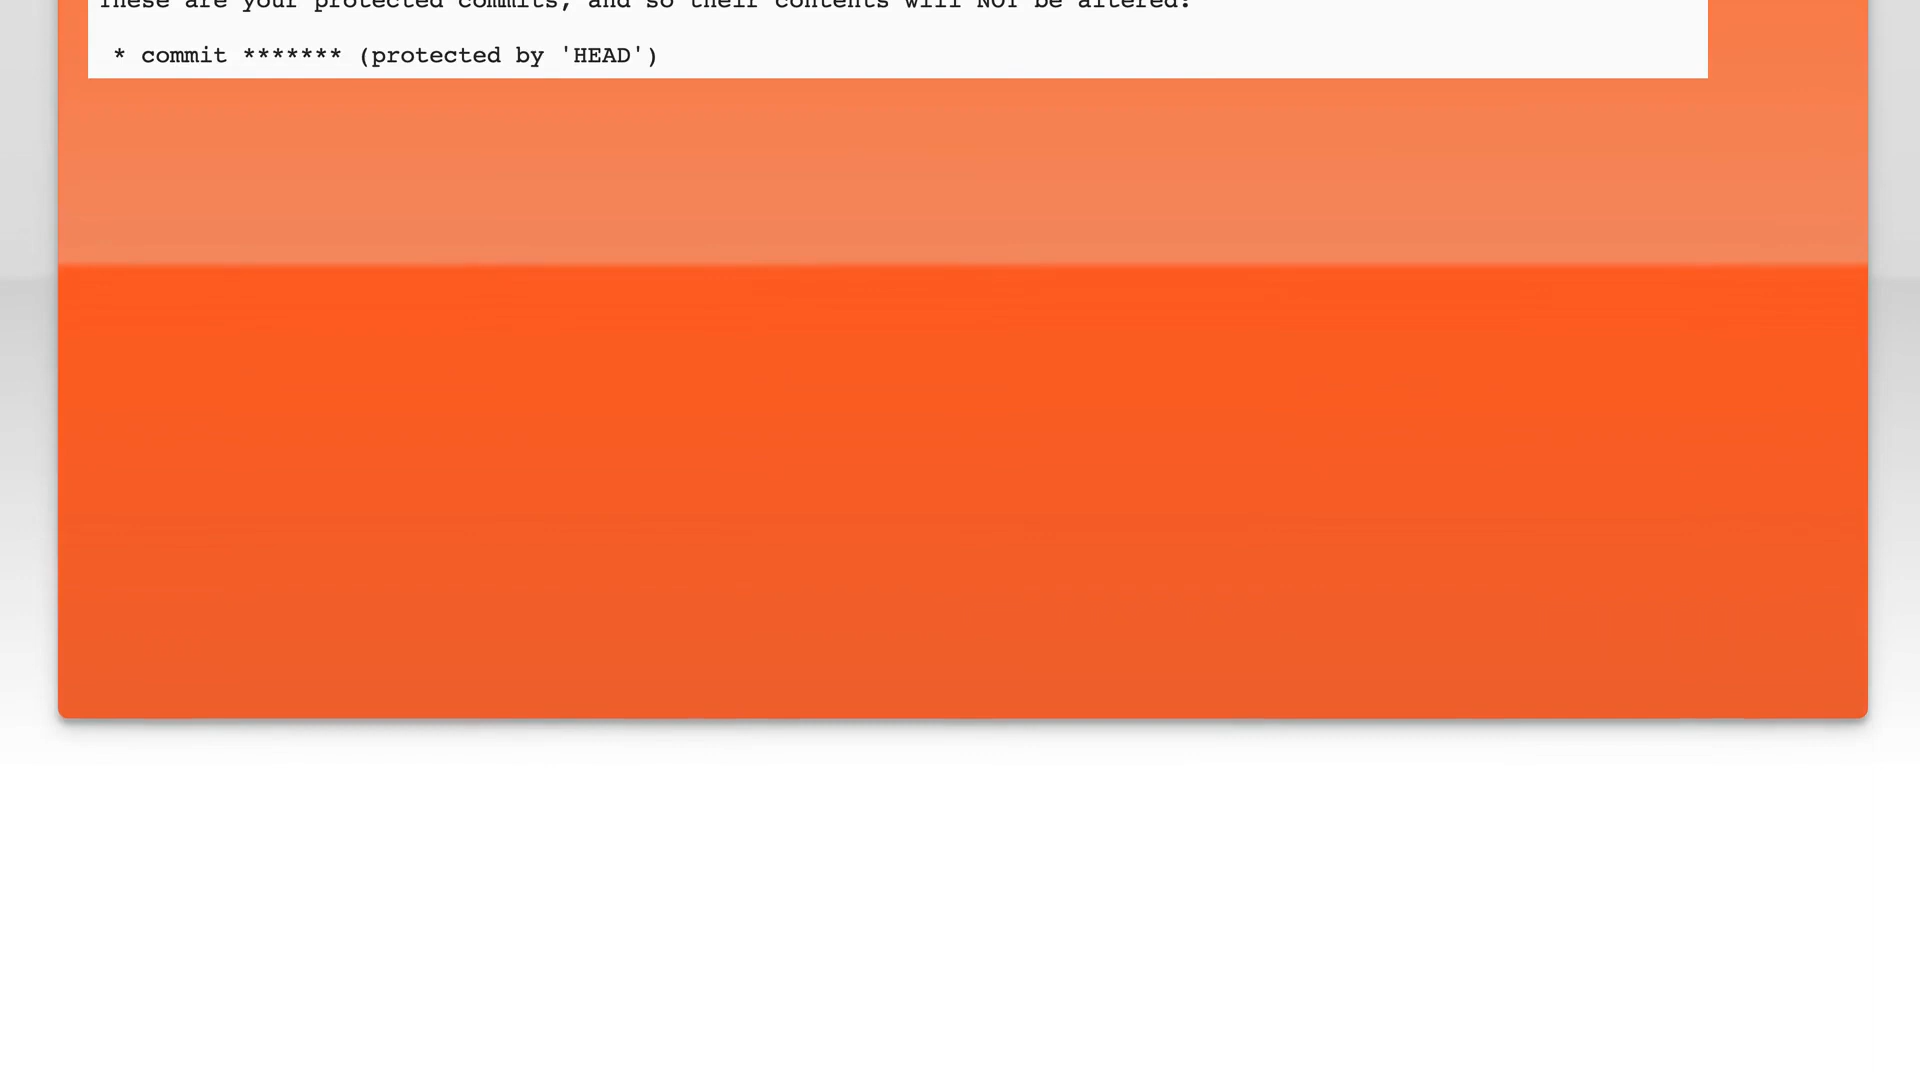 These are your protected commits, and so their contents will NOT be altered:
* commit ******* (protected by 'HEAD')